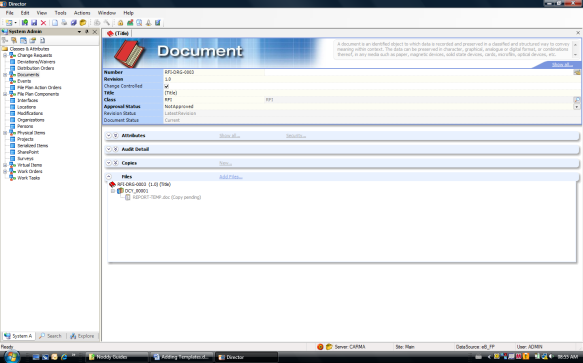 Director
File Edit View Tools Actions Window Help
System Admin
(Title)
Classes & Attributes
Change Requests
Deviations/Waivers
Distribution Orders
Documents
Events
File Plan Action Orders
File Plan Components
Interfaces
Locations
Modifications
Organizations
Persons
Physical Items
Projects
Serialized Items
SharePoint
Surveys
Virtual Items
Work Orders
Work Tasks
Document
A document is an identified object to which data is recorded and preserved in a classified and structured way to convey
meaning within context. The data can be preserved in character, graphical, analogue or digital format, or combinations
thereof, in any media such as paper, magnetic devices, solid state devices, cards, microfilm, optical devices, etc.
Show all...
Number RFI-DRG-0003
Revision 1.0
Change Controlled
Title (Title)
Class RFI RFI
Approval Status NotApproved
Revision Status LatestRevision
Document Status Current
Attributes Show all... Security...
Audit Detail
Copies New...
Files Add Files...
RFI-DRG-0003 (1.0) (Title)
DCY_00001
REPORT-TEMP.doc (Copy pending)
System A Search Explore
Ready Server: CARMA Site: Main DataSource: eB_FP User: ADMIN
Noddy Guides Adding Templates.d... Director 08:55 AM